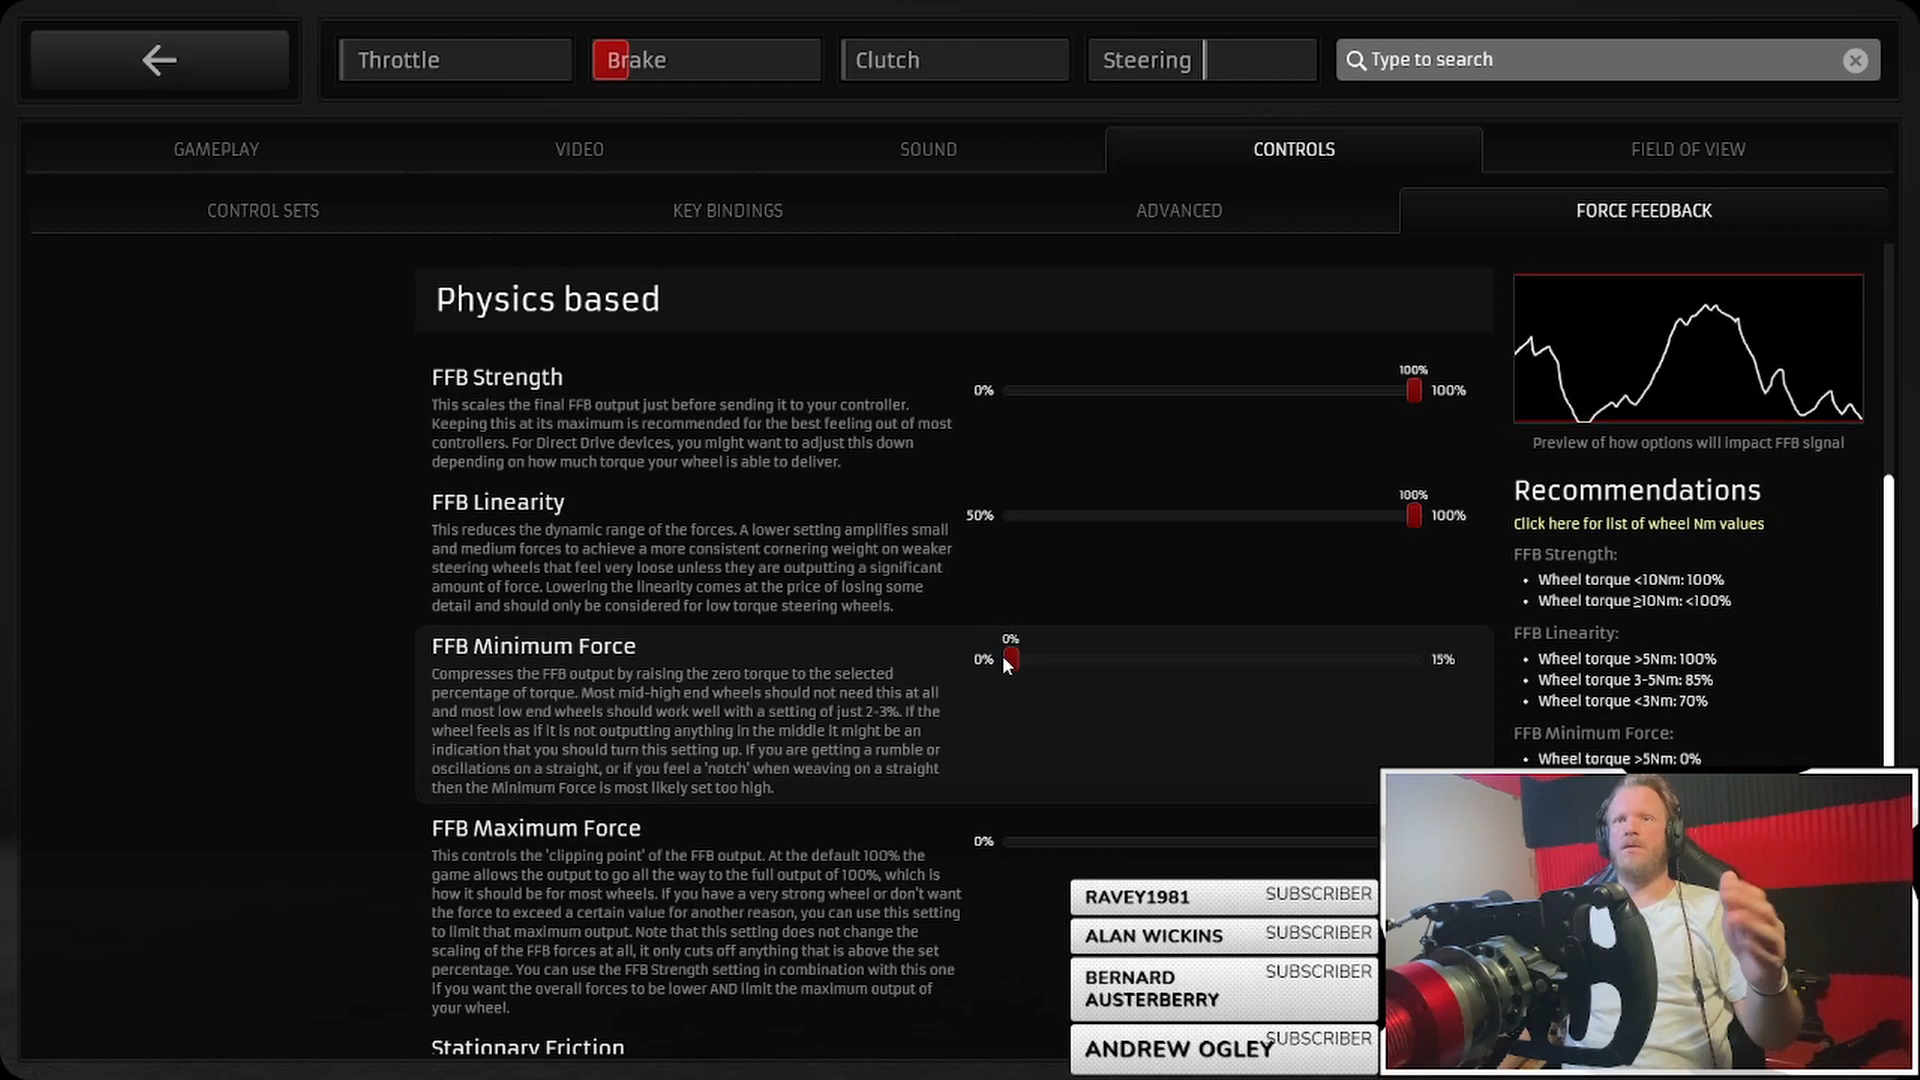 Throttle
Brake
Clutch
Steering
Type to search
GAMEPLAY
VIDEO
SOUND
CONTROLS
FIELD OF VIEW
CONTROL SETS
KEY BINDINGS
ADVANCED
FORCE FEEDBACK
Physics based
FFB Strength
This scales the final FFB output just before sending it to your controller.
Keeping this at its maximum is recommended for the best feeling out of most
controllers. For Direct Drive devices, you might want to adjust this down
depending on how much torque your wheel is able to deliver.
0%
100%
100%
FFB Linearity
This reduces the dynamic range of the forces. A lower setting amplifies small
and medium forces to achieve a more consistent cornering weight on weaker
steering wheels that feel very loose unless they are outputting a significant
amount of force. Lowering the linearity comes at the price of losing some
detail and should only be considered for low torque steering wheels.
50%
100%
100%
FFB Minimum Force
Compresses the FFB output by raising the zero torque to the selected
percentage of torque. Most mid-high end wheels should not need this at all
and most low end wheels should work well with a setting of just 2-3%. If the
wheel feels as if it is not outputting anything in the middle it might be an
indication that you should turn this setting up. If you are getting a rumble or
oscillations on a straight, or if you feel a 'notch' when weaving on a straight
then the Minimum Force is most likely set too high.
0%
0%
15%
FFB Maximum Force
This controls the 'clipping point' of the FFB output. At the default 100% the
game allows the output to go all the way to the full output of 100%, which is
how it should be for most wheels. If you have a very strong wheel or don't want
the force to exceed a certain value for another reason, you can use this setting
to limit that maximum output. Note that this setting does not change the
scaling of the FFB forces at all, it only cuts off anything that is above the set
percentage. You can use the FFB Strength setting in combination with this one
if you want the overall forces to be lower AND limit the maximum output of
your wheel.
0%
Stationary Friction
Preview of how options will impact FFB signal
Recommendations
Click here for list of wheel Nm values
FFB Strength:
• Wheel torque <10Nm: 100%
• Wheel torque ≥10Nm: <100%
FFB Linearity:
• Wheel torque >5Nm: 100%
• Wheel torque 3-5Nm: 85%
• Wheel torque <3Nm: 70%
FFB Minimum Force:
• Wheel torque >5Nm: 0%
RAVEY1981 SUBSCRIBER
ALAN WICKINS SUBSCRIBER
BERNARD SUBSCRIBER
AUSTERBERRY
ANDREW OGLEY SUBSCRIBER